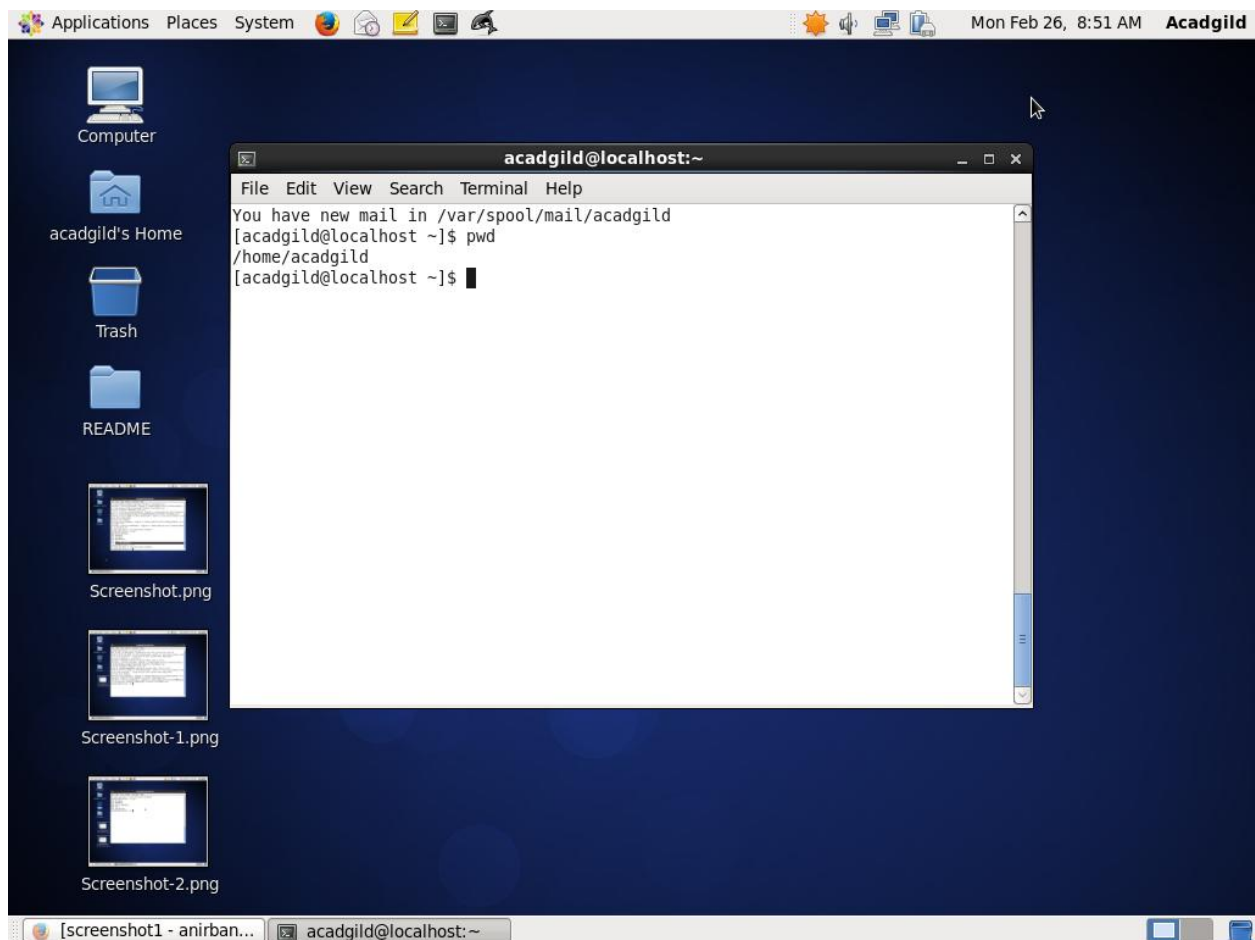 Applications Places System Mon Feb 26, 8:51 AM Acadgild
Computer
acadgild's Home
Trash
README
Screenshot.png
Screenshot-1.png
Screenshot-2.png
acadgild@localhost:~
File Edit View Search Terminal Help
You have new mail in /var/spool/mail/acadgild
[acadgild@localhost ~]$ pwd
/home/acadgild
[acadgild@localhost ~]$
[screenshot1 - anirban... acadgild@localhost:~